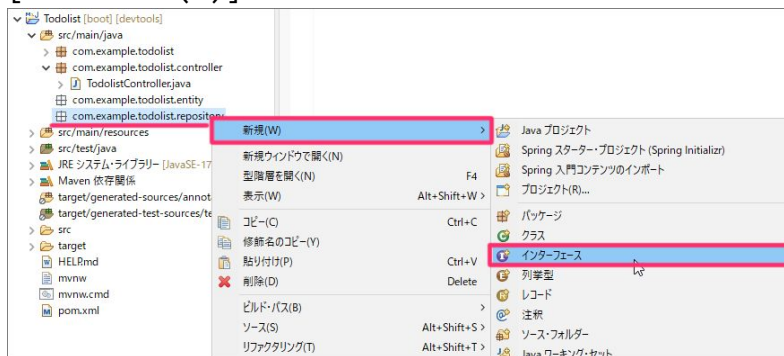 Todolist [boot] [devtools]
src/main/java
com.example.todolist
com.example.todolist.controller
TodolistController.java
com.example.todolist.entity
com.example.todolist.repository
src/main/resources
src/test/java
JRE システム・ライブラリー [JavaSE-17
Maven 依存関係
target/generated-sources/annot
target/generated-test-sources/te
src
target
HELP.md
mvnw
mvnw.cmd
pom.xml
新規(W)
新規ウィンドウで開く(N)
型階層を開く(N) F4
表示(W) Alt+Shift+W
コピー(C) Ctrl+C
修飾名のコピー(Y)
貼り付け(P) Ctrl+V
削除(D) Delete
ビルド・パス(B)
ソース(S) Alt+Shift+S
リファクタリング(T) Alt+Shift+T
Java プロジェクト
Spring スターター・プロジェクト (Spring Initializr)
Spring 入門コンテンツのインポート
プロジェクト(R)...
パッケージ
クラス
インターフェース
列挙型
レコード
注釈
ソース・フォルダー
Java ワーキング・セット